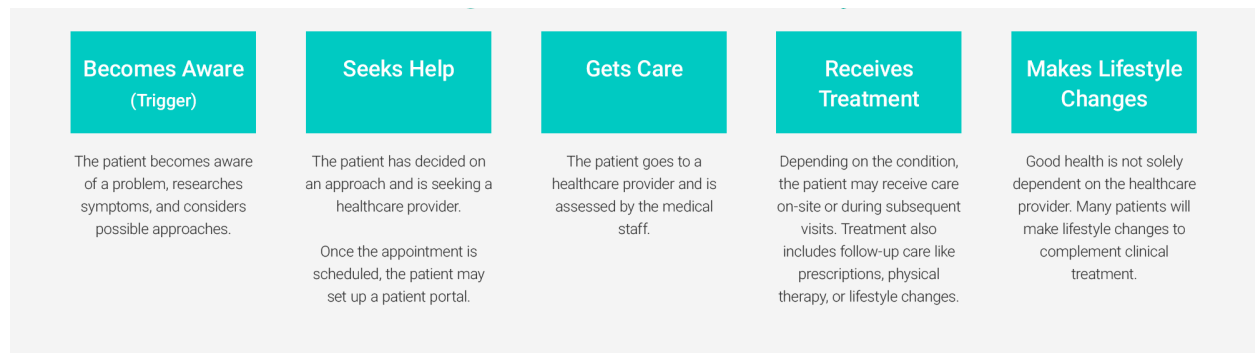 Becomes Aware
(Trigger)
The patient becomes aware
of a problem, researches
symptoms, and considers
possible approaches.
Seeks Help
The patient has decided on
an approach and is seeking a
healthcare provider.
Once the appointment is
scheduled, the patient may
set up a patient portal.
Gets Care
The patient goes to a
healthcare provider and is
assessed by the medical
staff.
Receives
Treatment
Depending on the condition,
the patient may receive care
on-site or during subsequent
visits. Treatment also
includes follow-up care like
prescriptions, physical
therapy, or lifestyle changes.
Makes Lifestyle
Changes
Good health is not solely
dependent on the healthcare
provider. Many patients will
make lifestyle changes to
complement clinical
treatment.